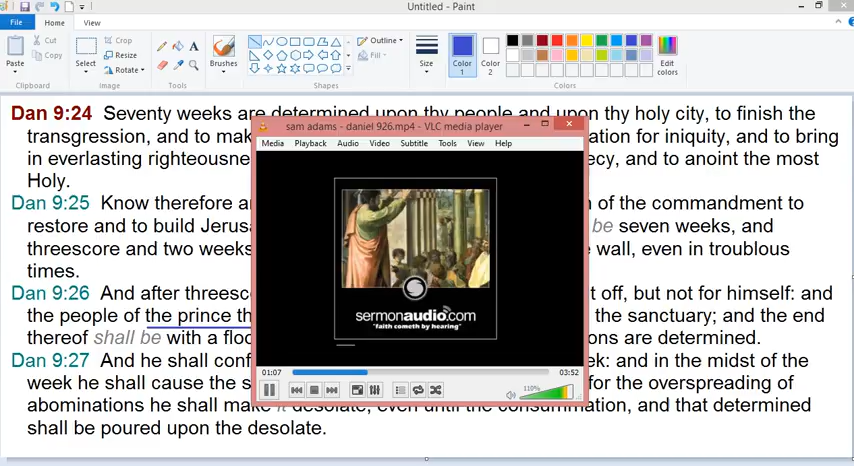 Untitled - Paint
File Home View
Paste Cut Copy Clipboard
Select Crop Resize Rotate Image
A Tools
Brushes
Outline Fill Shapes
Size
Color 1 Color 2
Edit colors Colors
Dan 9:24 Seventy weeks are determined upon thy people and upon thy holy city, to finish the
transgression, and to mak ation for iniquity, and to bring
in everlasting righteousne ecy, and to anoint the most
Holy.
Dan 9:25 Know therefore an n of the commandment to
restore and to build Jerusa be seven weeks, and
threescore and two weeks e wall, even in troublous
times.
Dan 9:26 And after threesc t off, but not for himself: and
the people of the prince th the sanctuary; and the end
thereof shall be with a floo ons are determined.
Dan 9:27 And he shall conf ek: and in the midst of the
week he shall cause the s for the overspreading of
abominations he shall make it desolate, even until the consummation, and that determined
shall be poured upon the desolate.
sam adams - daniel 926.mp4 - VLC media player
Media Playback Audio Video Subtitle Tools View Help
sermonaudio.com
"faith cometh by hearing"
01:07 03:52
110%